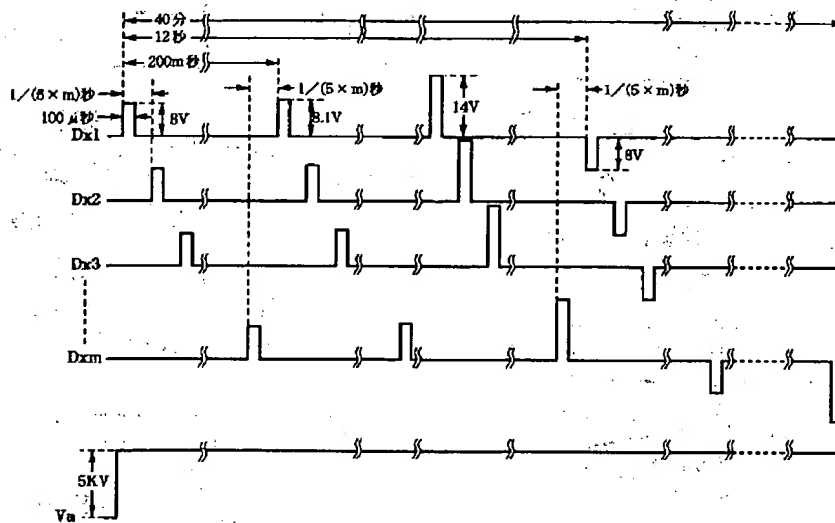 40分
12秒
200m秒
1/(5×m)秒
1/(5×m)秒
1/(5×m)秒
100μ秒
8V
8.1V
14V
8V
Dx1
Dx2
Dx3
Dxm
5KV
Va